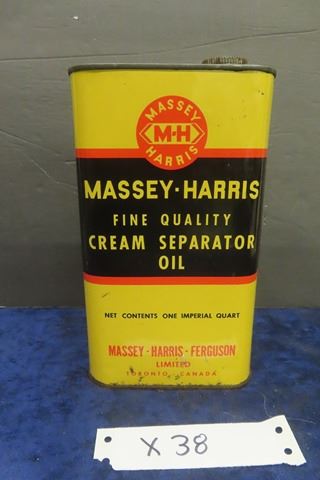 MASSEY
M-H
HARRIS
MASSEY-HARRIS
FINE QUALITY
CREAM SEPARATOR
OIL
NET CONTENTS ONE IMPERIAL QUART
MASSEY-HARRIS-FERGUSON
LIMITED
TORONTO, CANADA
X 38